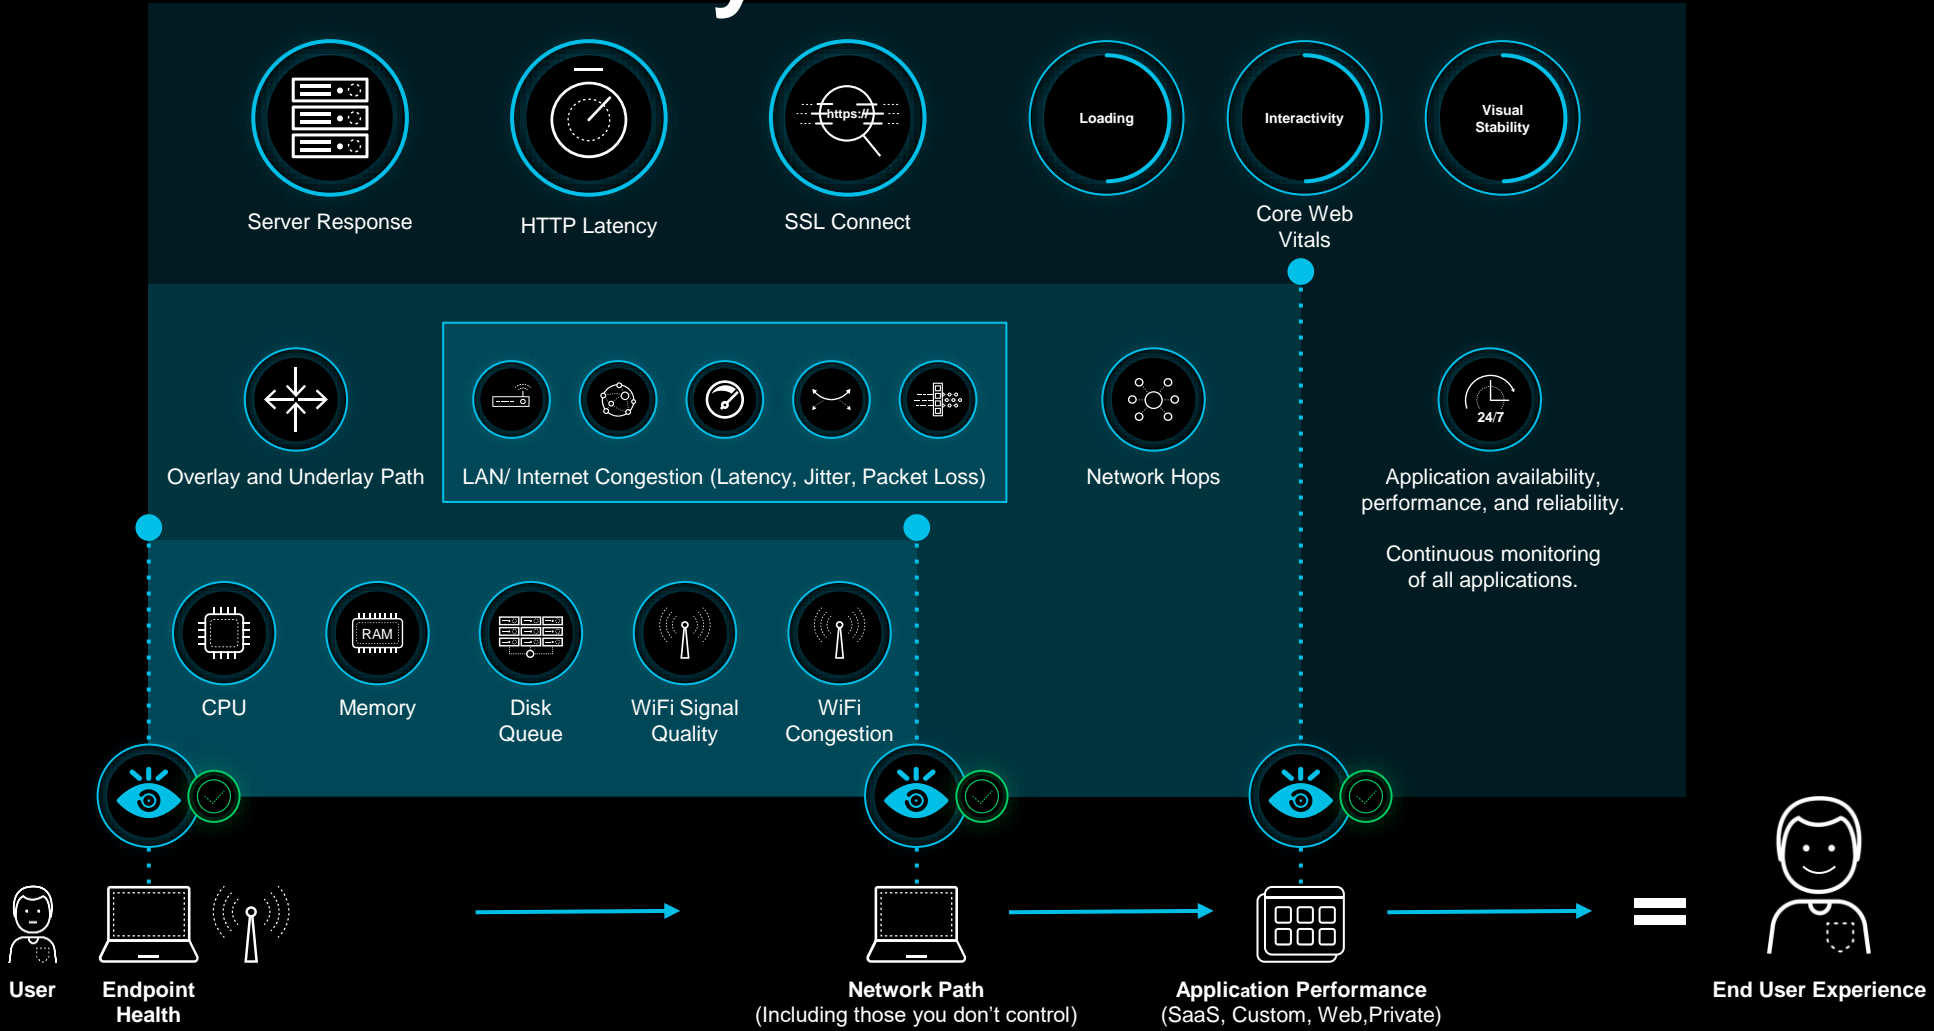 https://
Loading
Interactivity
Visual
Stability
Server Response
HTTP Latency
SSL Connect
Core Web
Vitals
24/7
Overlay and Underlay Path
LAN/ Internet Congestion (Latency, Jitter, Packet Loss)
Network Hops
Application availability,
performance, and reliability.
Continuous monitoring
of all applications.
RAM
CPU
Memory
Disk
Queue
WiFi Signal
Quality
WiFi
Congestion
User
Endpoint
Health
Network Path
(Including those you don't control)
Application Performance
(SaaS, Custom, Web,Private)
End User Experience